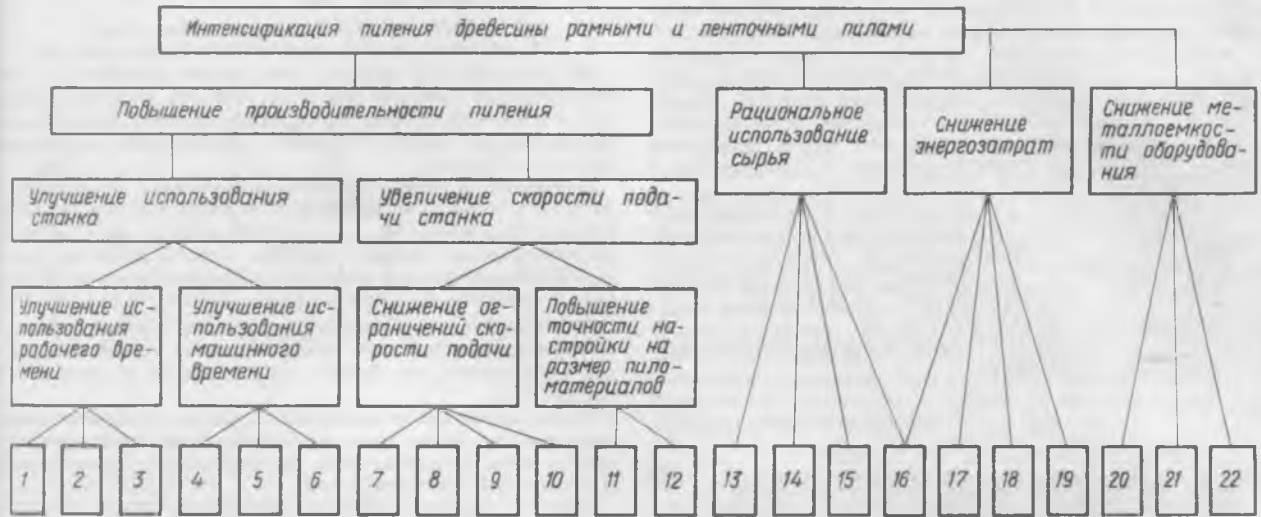 Интенсификация пиления древесины рамными и ленточными пилами
Повышение производительности пиления
Рациональное
использование
сырья
Снижение
энергозатрат
Снижение ме-
таллоемкос-
ти оборудова-
ния
Улучшение использования
станка
Увеличение скорости пода-
чи станка
Улучшение ис-
пользования
рабочего вре-
мени
Улучшение ис-
пользования
машинного
времени
Снижение ог-
раничений ско-
рости подачи
Повышение
точности на-
стройки на
размер пило-
материалов
1 2 3 4 5 6 7 8 9 10 11 12 13 14 15 16 17 18 19 20 21 22